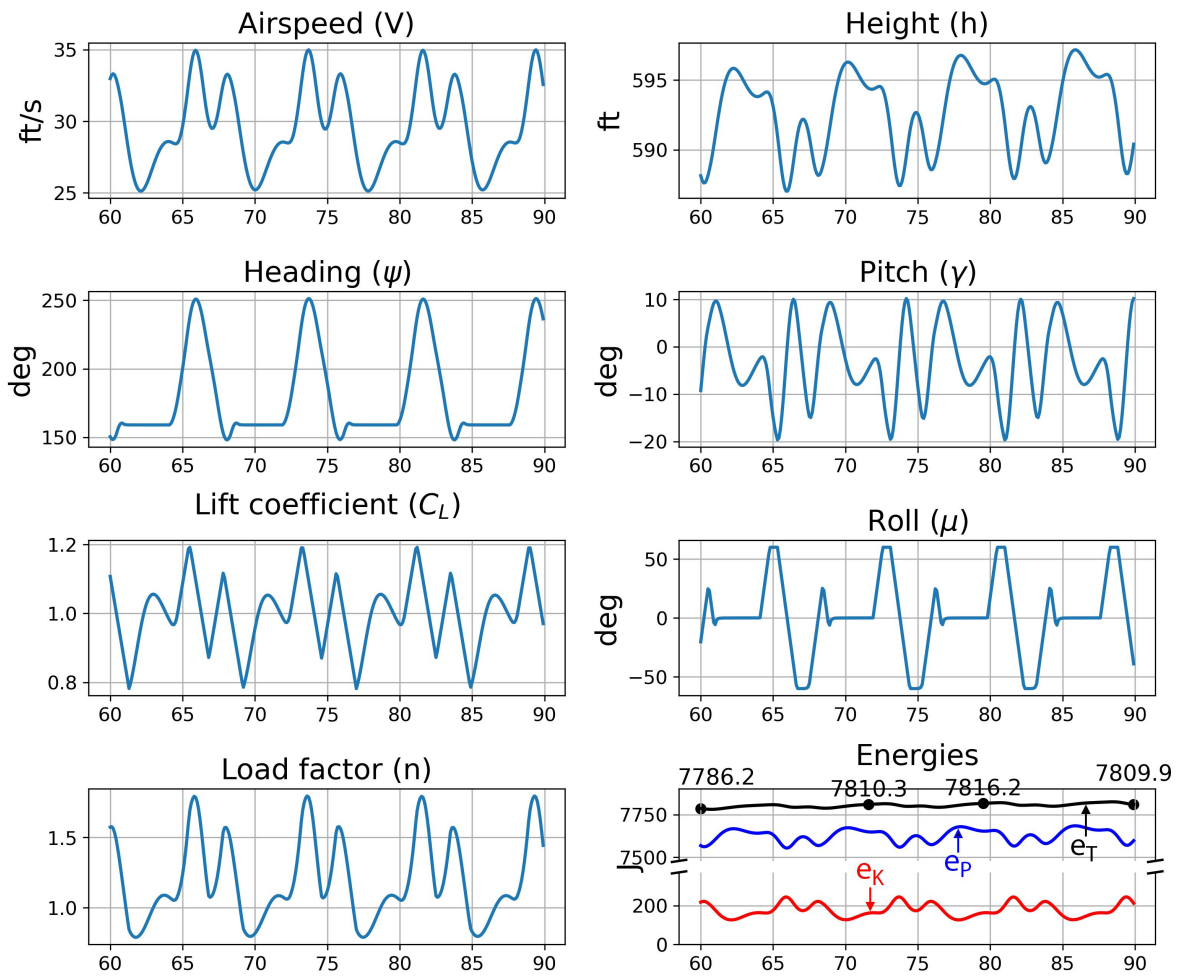 Airspeed (V)
ft/s
35
30
25
60 65 70 75 80 85 90
Height (h)
ft
595
590
60 65 70 75 80 85 90
Heading (ψ)
deg
250
200
150
60 65 70 75 80 85 90
Pitch (γ)
deg
10
0
−10
−20
60 65 70 75 80 85 90
Lift coefficient (C_L)
1.2
1.0
0.8
60 65 70 75 80 85 90
Roll (μ)
deg
50
0
−50
60 65 70 75 80 85 90
Load factor (n)
1.5
1.0
60 65 70 75 80 85 90
Energies
7786.2 7810.3 7816.2 7809.9
J
7750
7500
200
0
e_T
e_P
e_K
60 65 70 75 80 85 90